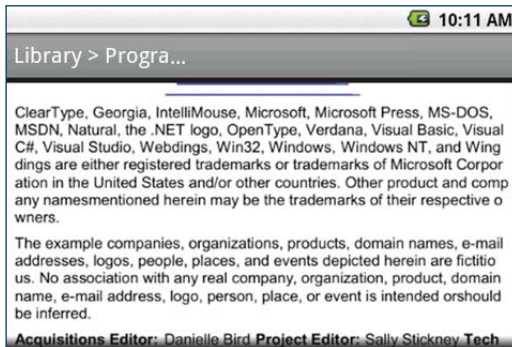 10:11 AM
Library > Progra...
ClearType, Georgia, IntelliMouse, Microsoft, Microsoft Press, MS-DOS,
MSDN, Natural, the .NET logo, OpenType, Verdana, Visual Basic, Visual
C#, Visual Studio, Webdings, Win32, Windows, Windows NT, and Wing
dings are either registered trademarks or trademarks of Microsoft Corpor
ation in the United States and/or other countries. Other product and comp
any namesmentioned herein may be the trademarks of their respective o
wners.
The example companies, organizations, products, domain names, e-mail
addresses, logos, people, places, and events depicted herein are fictitio
us. No association with any real company, organization, product, domain
name, e-mail address, logo, person, place, or event is intended orshould
be inferred.
Acquisitions Editor: Danielle Bird Project Editor: Sally Stickney Tech